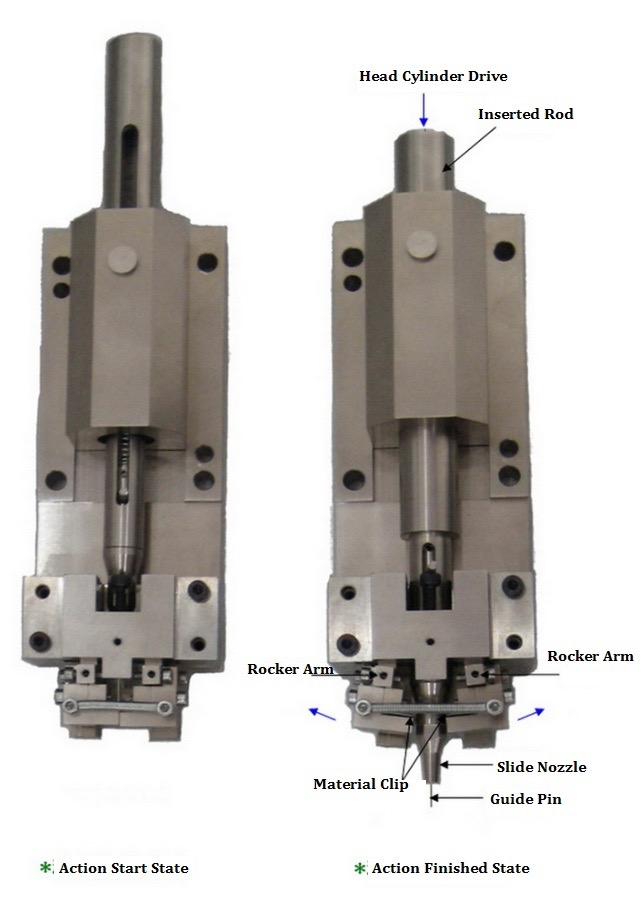 Head Cylinder Drive
Inserted Rod
Rocker Arm
Rocker Arm
Material Clip
Slide Nozzle
Guide Pin
* Action Start State
* Action Finished State